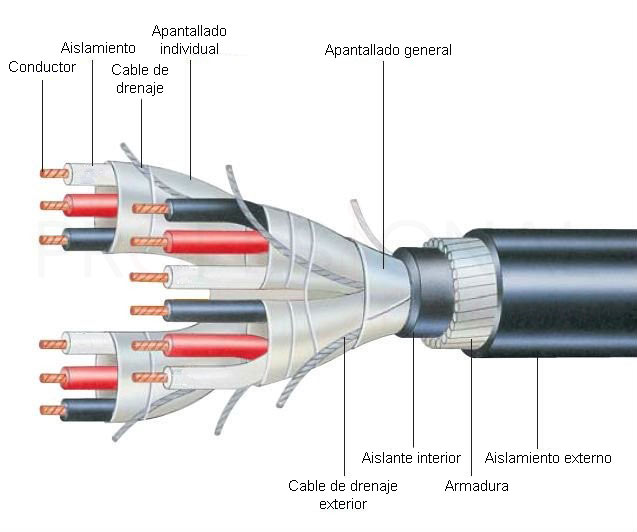 Apantallado
individual
Aislamiento
Conductor
Cable de
drenaje
Apantallado general
Aislante interior
Aislamiento externo
Cable de drenaje
exterior
Armadura